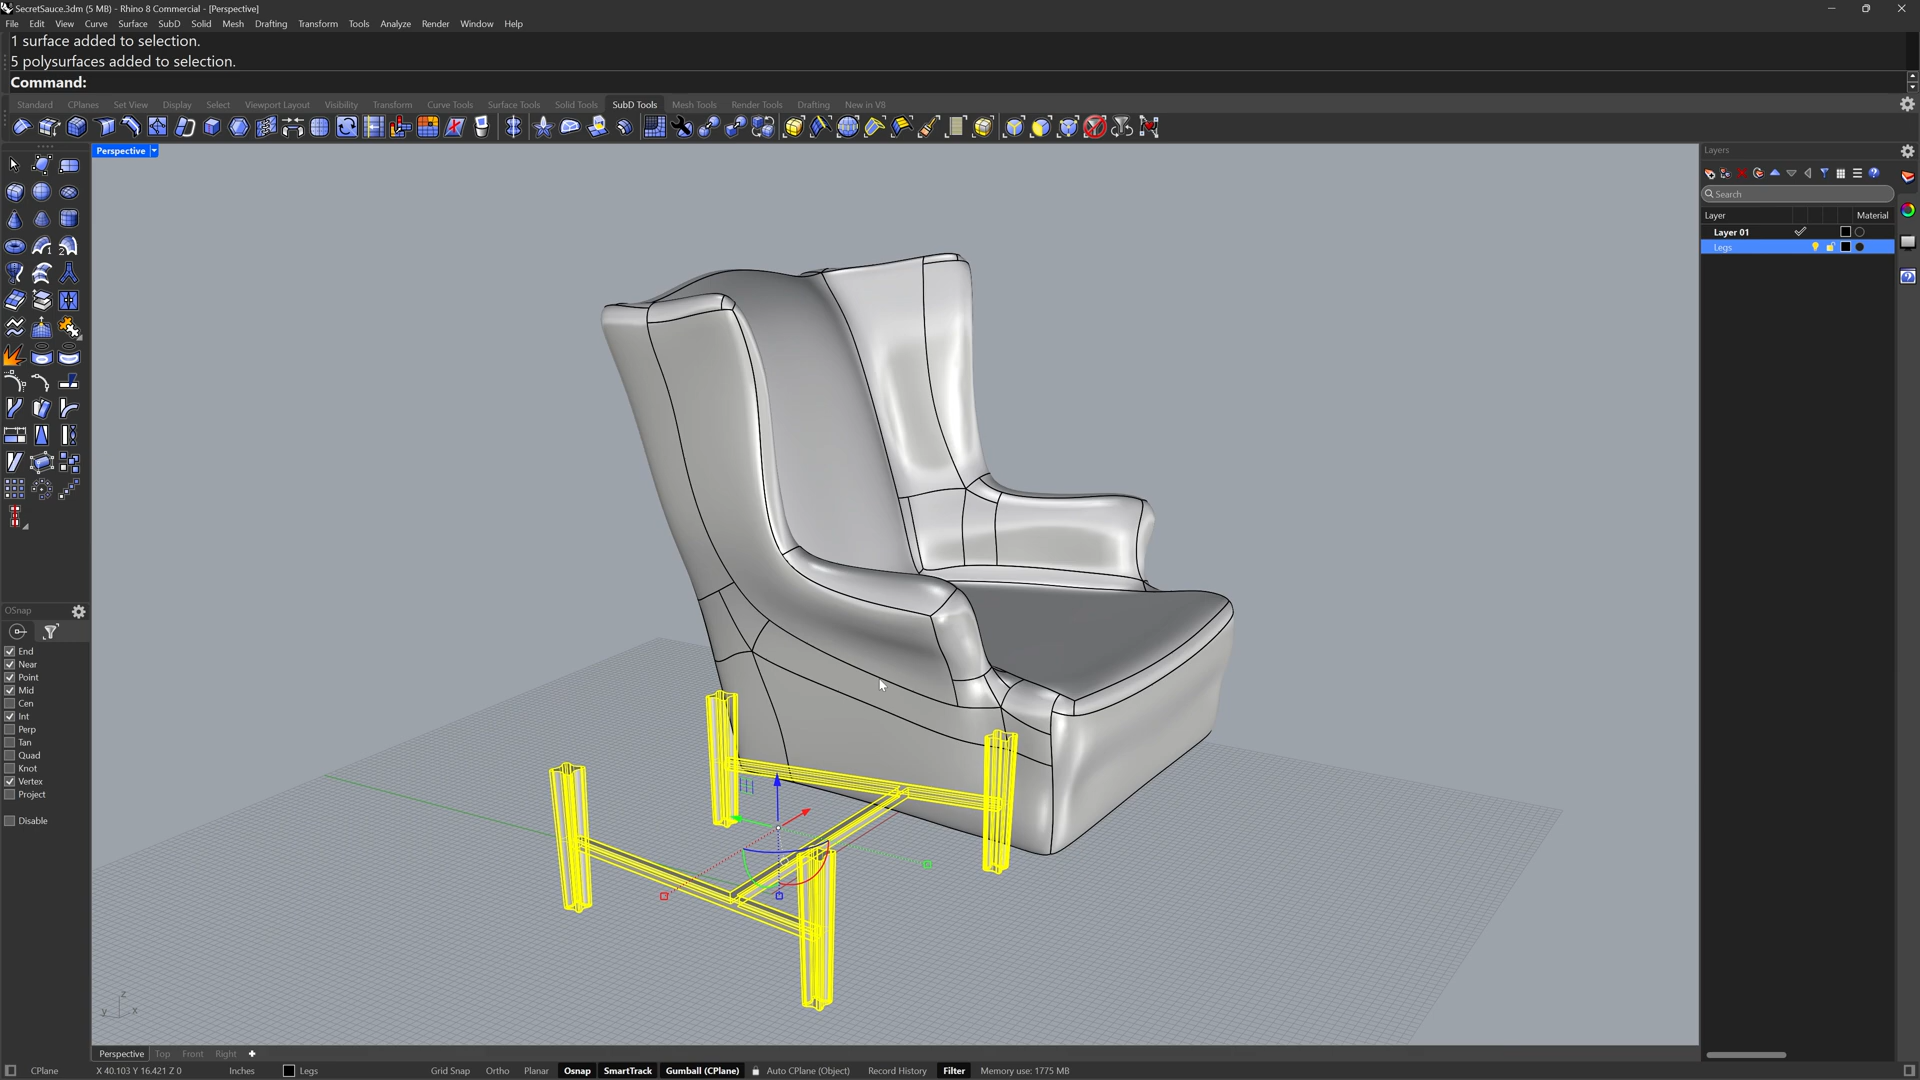 SecretSauce.3dm (5 MB) - Rhino 8 Commercial - [Perspective]
File Edit View Curve Surface SubD Solid Mesh Drafting Transform Tools Analyze Render Window Help
1 surface added to selection.
5 polysurfaces added to selection.
Command:
Standard CPlanes Set View Display Select Viewport Layout Visibility Transform Curve Tools Surface Tools Solid Tools SubD Tools Mesh Tools Render Tools Drafting New in V8
Perspective
Layers
Search
Layer Material
Layer 01
Legs
OSnap
End
Near
Point
Mid
Cen
Int
Perp
Tan
Quad
Knot
Vertex
Project
Disable
z
y x
Perspective Top Front Right
CPlane X 40.103 Y 16.421 Z 0 Inches Legs Grid Snap Ortho Planar Osnap SmartTrack Gumball (CPlane) Auto CPlane (Object) Record History Filter Memory use: 1775 MB